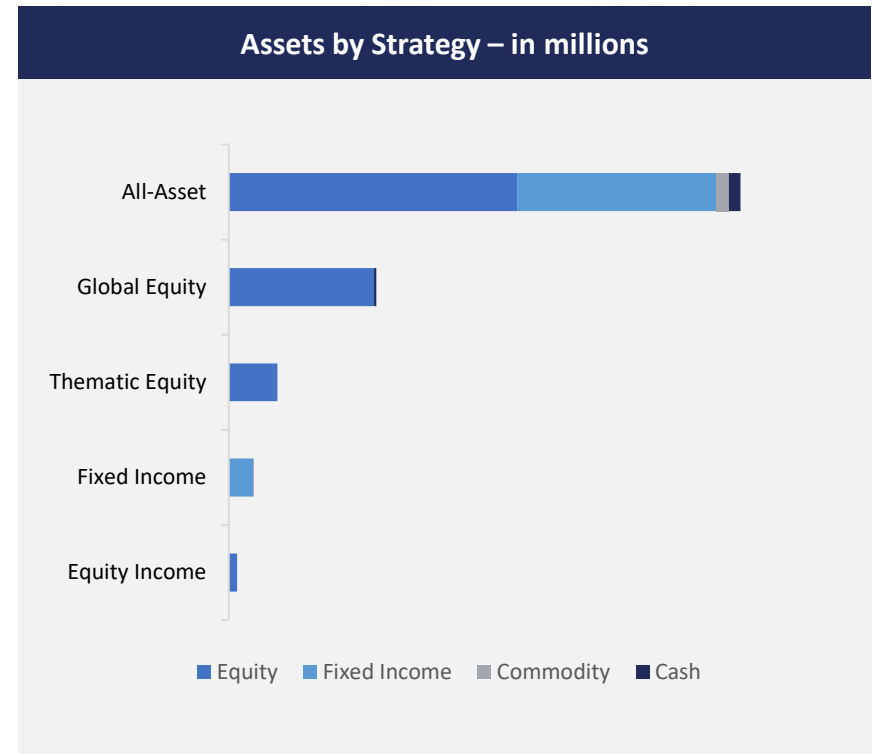 Assets by Strategy – in millions
All-Asset
Global Equity
Thematic Equity
Fixed Income
Equity Income
Equity Fixed Income Commodity Cash